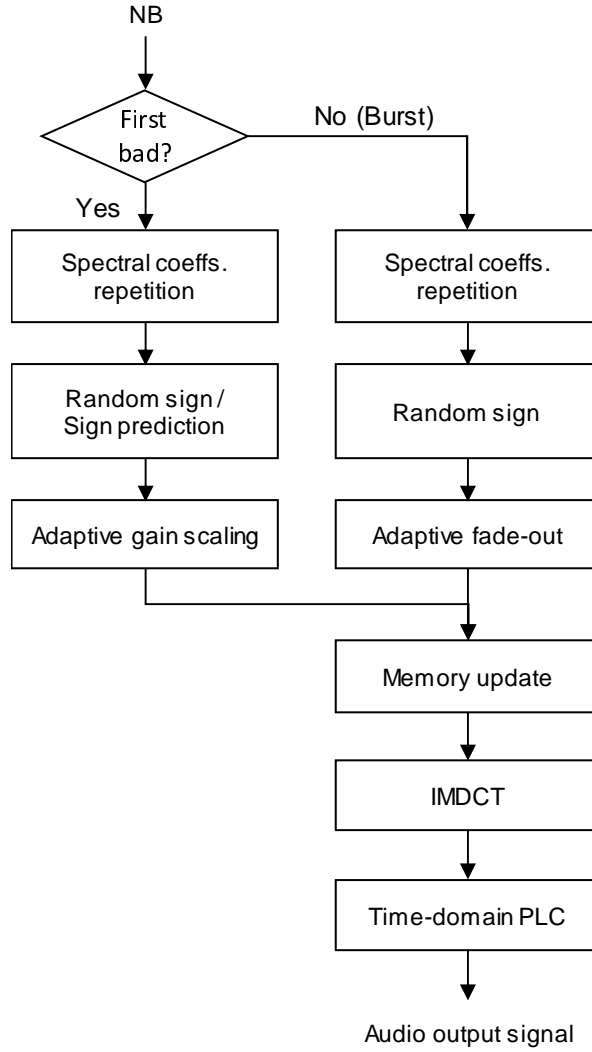 NB
First
bad?
No (Burst)
Yes
Spectral coeffs.
repetition
Spectral coeffs.
repetition
Random sign /
Sign prediction
Random sign
Adaptive gain scaling
Adaptive fade-out
Memory update
IMDCT
Time-domain PLC
Audio output signal